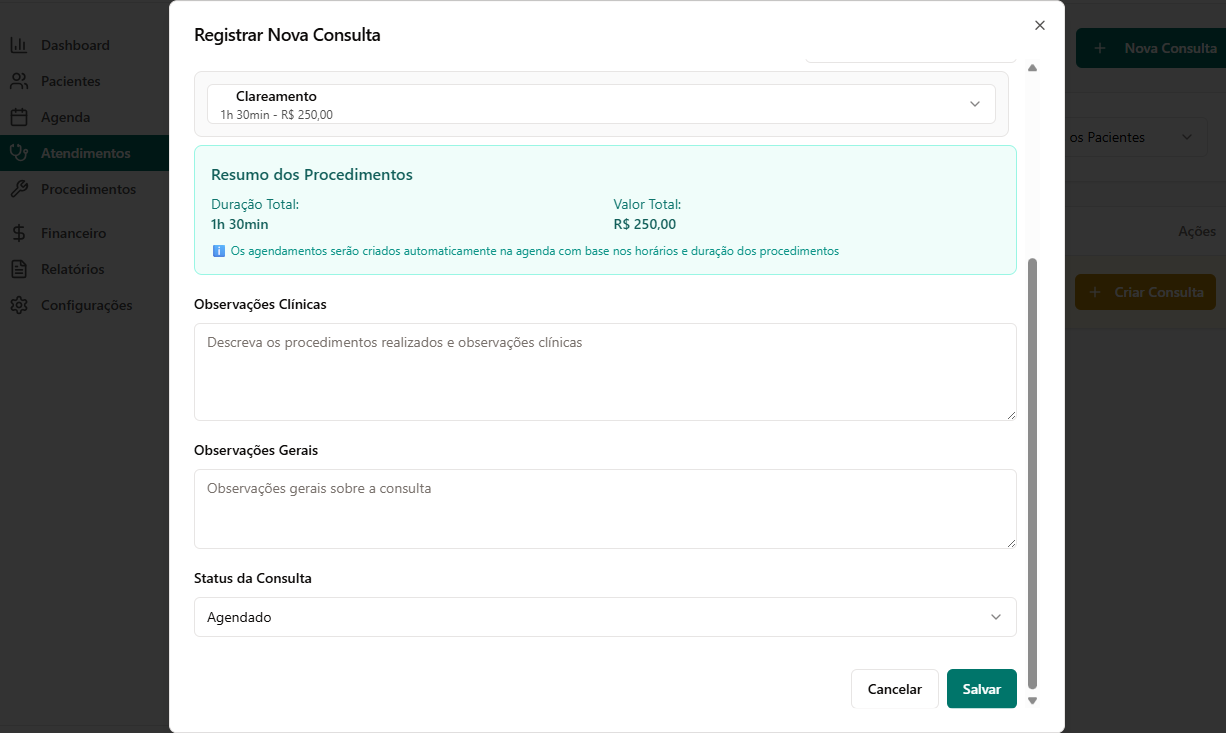 Registrar Nova Consulta
Dashboard
Pacientes
Agenda
Atendimentos
Procedimentos
Financeiro
Relatórios
Configurações
Nova Consulta
os Pacientes
Ações
Criar Consulta
Clareamento
1h 30min - R$ 250,00
Resumo dos Procedimentos
Duração Total:
1h 30min
Valor Total:
R$ 250,00
Os agendamentos serão criados automaticamente na agenda com base nos horários e duração dos procedimentos
Observações Clínicas
Descreva os procedimentos realizados e observações clínicas
Observações Gerais
Observações gerais sobre a consulta
Status da Consulta
Agendado
Cancelar
Salvar